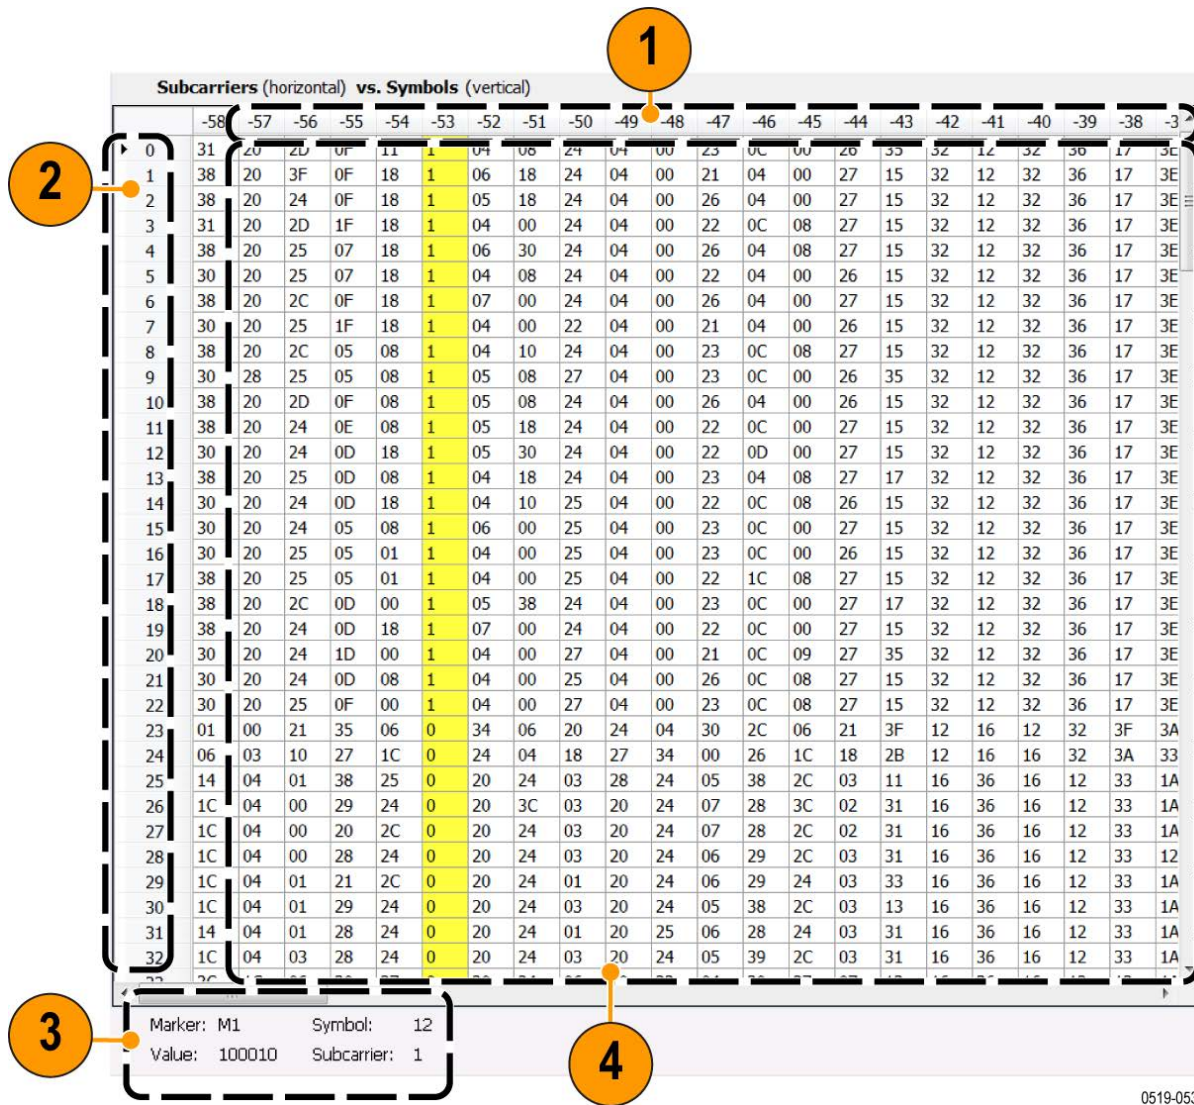 1
Subcarriers (horizontal) vs. Symbols (vertical)
-58 -57 -56 -55 -54 -53 -52 -51 -50 -49 -48 -47 -46 -45 -44 -43 -42 -41 -40 -39 -38 -3
0 31 20 2D 0F 11 1 04 08 24 04 00 23 0C 00 26 35 32 12 32 36 17 3E
2
1 38 20 3F 0F 18 1 06 18 24 04 00 21 04 00 27 15 32 12 32 36 17 3E
2 38 20 24 0F 18 1 05 18 24 04 00 26 04 00 27 15 32 12 32 36 17 3E
3 31 20 2D 1F 18 1 04 00 24 04 00 22 0C 08 27 15 32 12 32 36 17 3E
4 38 20 25 07 18 1 06 30 24 04 00 26 04 08 27 15 32 12 32 36 17 3E
5 30 20 25 07 18 1 04 08 24 04 00 22 04 00 26 15 32 12 32 36 17 3E
6 38 20 2C 0F 18 1 07 00 24 04 00 26 04 00 27 15 32 12 32 36 17 3E
7 30 20 25 1F 18 1 04 00 22 04 00 21 04 00 26 15 32 12 32 36 17 3E
8 38 20 2C 05 08 1 04 10 24 04 00 23 0C 08 27 15 32 12 32 36 17 3E
9 30 28 25 05 08 1 05 08 27 04 00 23 0C 00 26 35 32 12 32 36 17 3E
10 38 20 2D 0F 08 1 05 08 24 04 00 26 04 00 26 15 32 12 32 36 17 3E
11 38 20 24 0E 08 1 05 18 24 04 00 22 0C 00 27 15 32 12 32 36 17 3E
12 30 20 24 0D 18 1 05 30 24 04 00 22 0D 00 27 15 32 12 32 36 17 3E
13 38 20 25 0D 08 1 04 18 24 04 00 23 04 08 27 17 32 12 32 36 17 3E
14 30 20 24 0D 18 1 04 10 25 04 00 22 0C 08 26 15 32 12 32 36 17 3E
15 30 20 24 05 08 1 06 00 25 04 00 23 0C 00 27 15 32 12 32 36 17 3E
16 30 20 25 05 01 1 04 00 25 04 00 23 0C 00 26 15 32 12 32 36 17 3E
17 38 20 25 05 01 1 04 00 25 04 00 22 1C 08 27 15 32 12 32 36 17 3E
18 38 20 2C 0D 00 1 05 38 24 04 00 23 0C 00 27 17 32 12 32 36 17 3E
19 38 20 24 0D 18 1 07 00 24 04 00 22 0C 00 27 15 32 12 32 36 17 3E
20 30 20 24 1D 00 1 04 00 27 04 00 21 0C 09 27 35 32 12 32 36 17 3E
21 30 20 24 0D 08 1 04 00 25 04 00 26 0C 08 27 15 32 12 32 36 17 3E
22 30 20 25 0F 00 1 04 00 27 04 00 23 0C 08 27 15 32 12 32 36 17 3E
23 01 00 21 35 06 0 34 06 20 24 04 30 2C 06 21 3F 12 16 12 32 3F 3A
24 06 03 10 27 1C 0 24 04 18 27 34 00 26 1C 18 2B 12 16 16 32 3A 33
25 14 04 01 38 25 0 20 24 03 28 24 05 38 2C 03 11 16 36 16 12 33 1A
26 1C 04 00 29 24 0 20 3C 03 20 24 07 28 3C 02 31 16 36 16 12 33 1A
27 1C 04 00 20 2C 0 20 24 03 20 24 07 28 2C 02 31 16 36 16 12 33 1A
28 1C 04 00 28 24 0 20 24 03 20 24 06 29 2C 03 31 16 36 16 12 33 12
29 1C 04 01 21 2C 0 20 24 01 20 24 06 29 24 03 33 16 36 16 12 33 1A
30 1C 04 01 29 24 0 20 24 03 20 24 05 38 2C 03 13 16 36 16 12 33 1A
31 14 04 01 28 24 0 20 24 01 20 25 06 28 24 03 31 16 36 16 12 33 1A
32 1C 04 03 28 24 0 20 24 03 20 24 05 39 2C 03 31 16 36 16 12 33 1A
3
Marker: M1 Symbol: 12
Value: 100010 Subcarrier: 1
4
0519-053